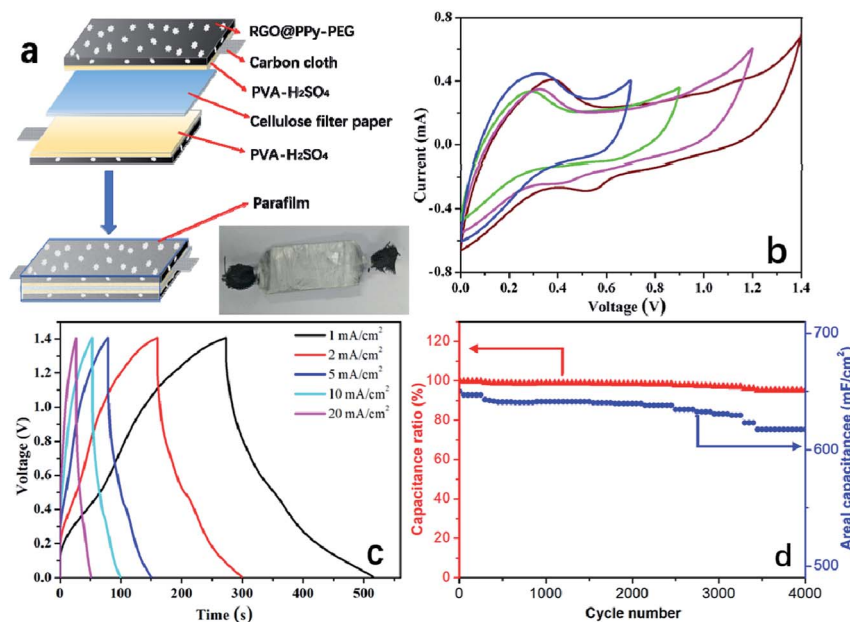 a
RGO@PPy-PEG
Carbon cloth
PVA-H₂SO₄
Cellulose filter paper
PVA-H₂SO₄
Parafilm
Current (mA)
0.8
0.4
0.0
-0.4
-0.8
0.0 0.2 0.4 0.6 0.8 1.0 1.2 1.4
Voltage (V)
b
Voltage (V)
1.4
1.2
1.0
0.8
0.6
0.4
0.2
0.0
0 100 200 300 400 500
Time (s)
1 mA/cm²
2 mA/cm²
5 mA/cm²
10 mA/cm²
20 mA/cm²
c
Capacitance ratio (%)
120
100
80
60
40
20
0
0 1000 2000 3000 4000
Cycle number
700
650
600
550
500
Areal capacitancee (mF/cm²)
d